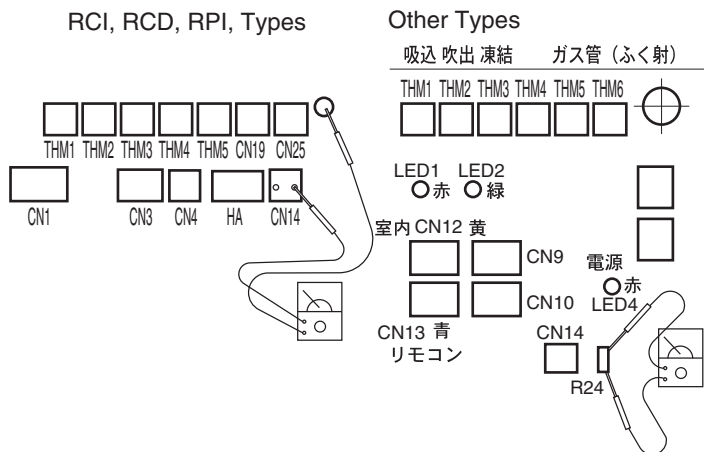 RCI, RCD, RPI, Types
THM1 THM2 THM3 THM4 THM5 CN19 CN25
CN1 CN3 CN4 HA CN14
Other Types
吸込 吹出 凍結 ガス管（ふく射）
THM1 THM2 THM3 THM4 THM5 THM6
LED1 LED2
赤 緑
室内 CN12 黄
CN9
電源
赤
CN10
LED4
CN13 青
CN14
リモコン
R24